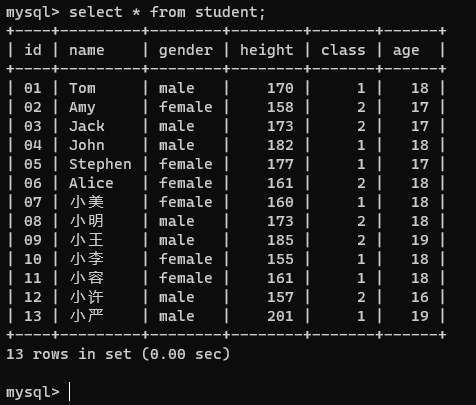 mysql> select * from student;
+----+---------+--------+--------+-------+------+
| id | name    | gender | height | class | age  |
+----+---------+--------+--------+-------+------+
| 01 | Tom     | male   |    170 |     1 |   18 |
| 02 | Amy     | female |    158 |     2 |   17 |
| 03 | Jack    | male   |    173 |     2 |   17 |
| 04 | John    | male   |    182 |     1 |   18 |
| 05 | Stephen | female |    177 |     1 |   17 |
| 06 | Alice   | female |    161 |     2 |   18 |
| 07 | 小美    | female |    160 |     1 |   18 |
| 08 | 小明    | male   |    173 |     2 |   18 |
| 09 | 小王    | male   |    185 |     2 |   19 |
| 10 | 小李    | female |    155 |     1 |   18 |
| 11 | 小容    | female |    161 |     1 |   18 |
| 12 | 小许    | male   |    157 |     2 |   16 |
| 13 | 小严    | male   |    201 |     1 |   19 |
+----+---------+--------+--------+-------+------+
13 rows in set (0.00 sec)
mysql>